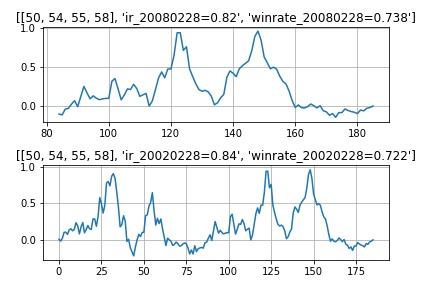 [[50, 54, 55, 58], 'ir_20080228=0.82', 'winrate_20080228=0.738']
1.0
0.5
0.0
80 100 120 140 160 180
[[50, 54, 55, 58], 'ir_20020228=0.84', 'winrate_20020228=0.722']
1.0
0.5
0.0
0 25 50 75 100 125 150 175